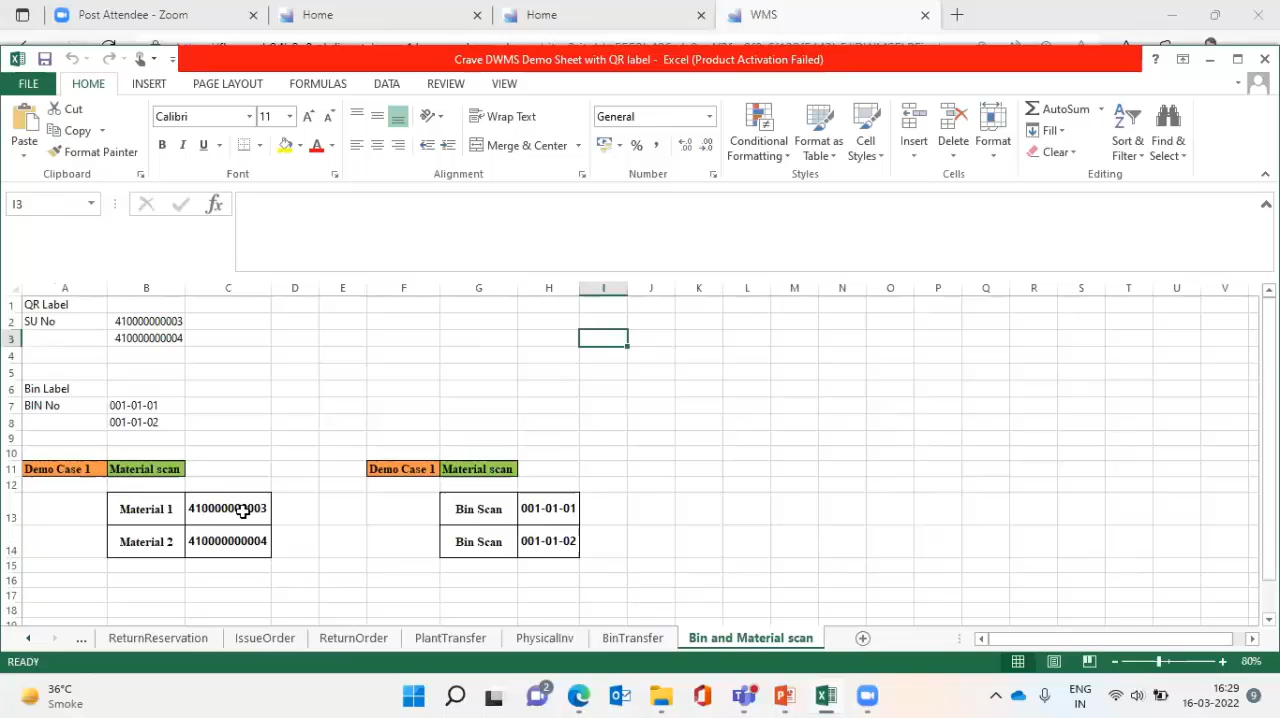 Post Attendee - Zoom
Home
Home
WMS
Crave DWMS Demo Sheet with QR label - Excel (Product Activation Failed)
FILE HOME INSERT PAGE LAYOUT FORMULAS DATA REVIEW VIEW
Paste
Cut
Copy
Format Painter
Clipboard
Calibri 11
B I U
Font
Wrap Text
Merge & Center
Alignment
General
%
Number
Conditional Formatting
Format as Table
Cell Styles
Styles
Insert
Delete
Format
Cells
AutoSum
Fill
Clear
Sort & Filter
Find & Select
Editing
I3
fx
A B C D E F G H I J K L M N O P Q R S T U V
1 QR Label
2 SU No 410000000003
3 410000000004
4
5
6 Bin Label
7 BIN No 001-01-01
8 001-01-02
9
10
11 Demo Case 1 Material scan Demo Case 1 Material scan
12
13 Material 1 410000000003 Bin Scan 001-01-01
14 Material 2 410000000004 Bin Scan 001-01-02
15
16
17
18
... ReturnReservation IssueOrder ReturnOrder PlantTransfer PhysicalInv BinTransfer Bin and Material scan
READY
80%
36°C
Smoke
2
ENG
IN
16:29
16-03-2022
9